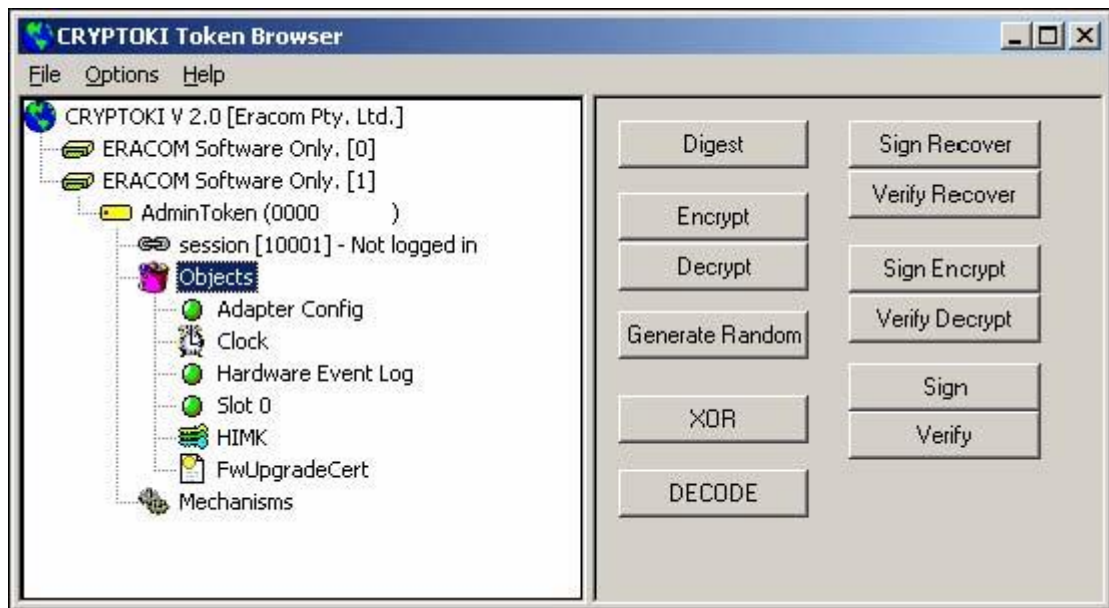 CRYPTOKI Token Browser
File Options Help
CRYPTOKI V 2.0 [Eracom Pty. Ltd.]
ERACOM Software Only. [0]
ERACOM Software Only. [1]
AdminToken (0000 )
session [10001] - Not logged in
Objects
Adapter Config
Clock
Hardware Event Log
Slot 0
HIMK
FwUpgradeCert
Mechanisms
Digest
Encrypt
Decrypt
Generate Random
XOR
DECODE
Sign Recover
Verify Recover
Sign Encrypt
Verify Decrypt
Sign
Verify